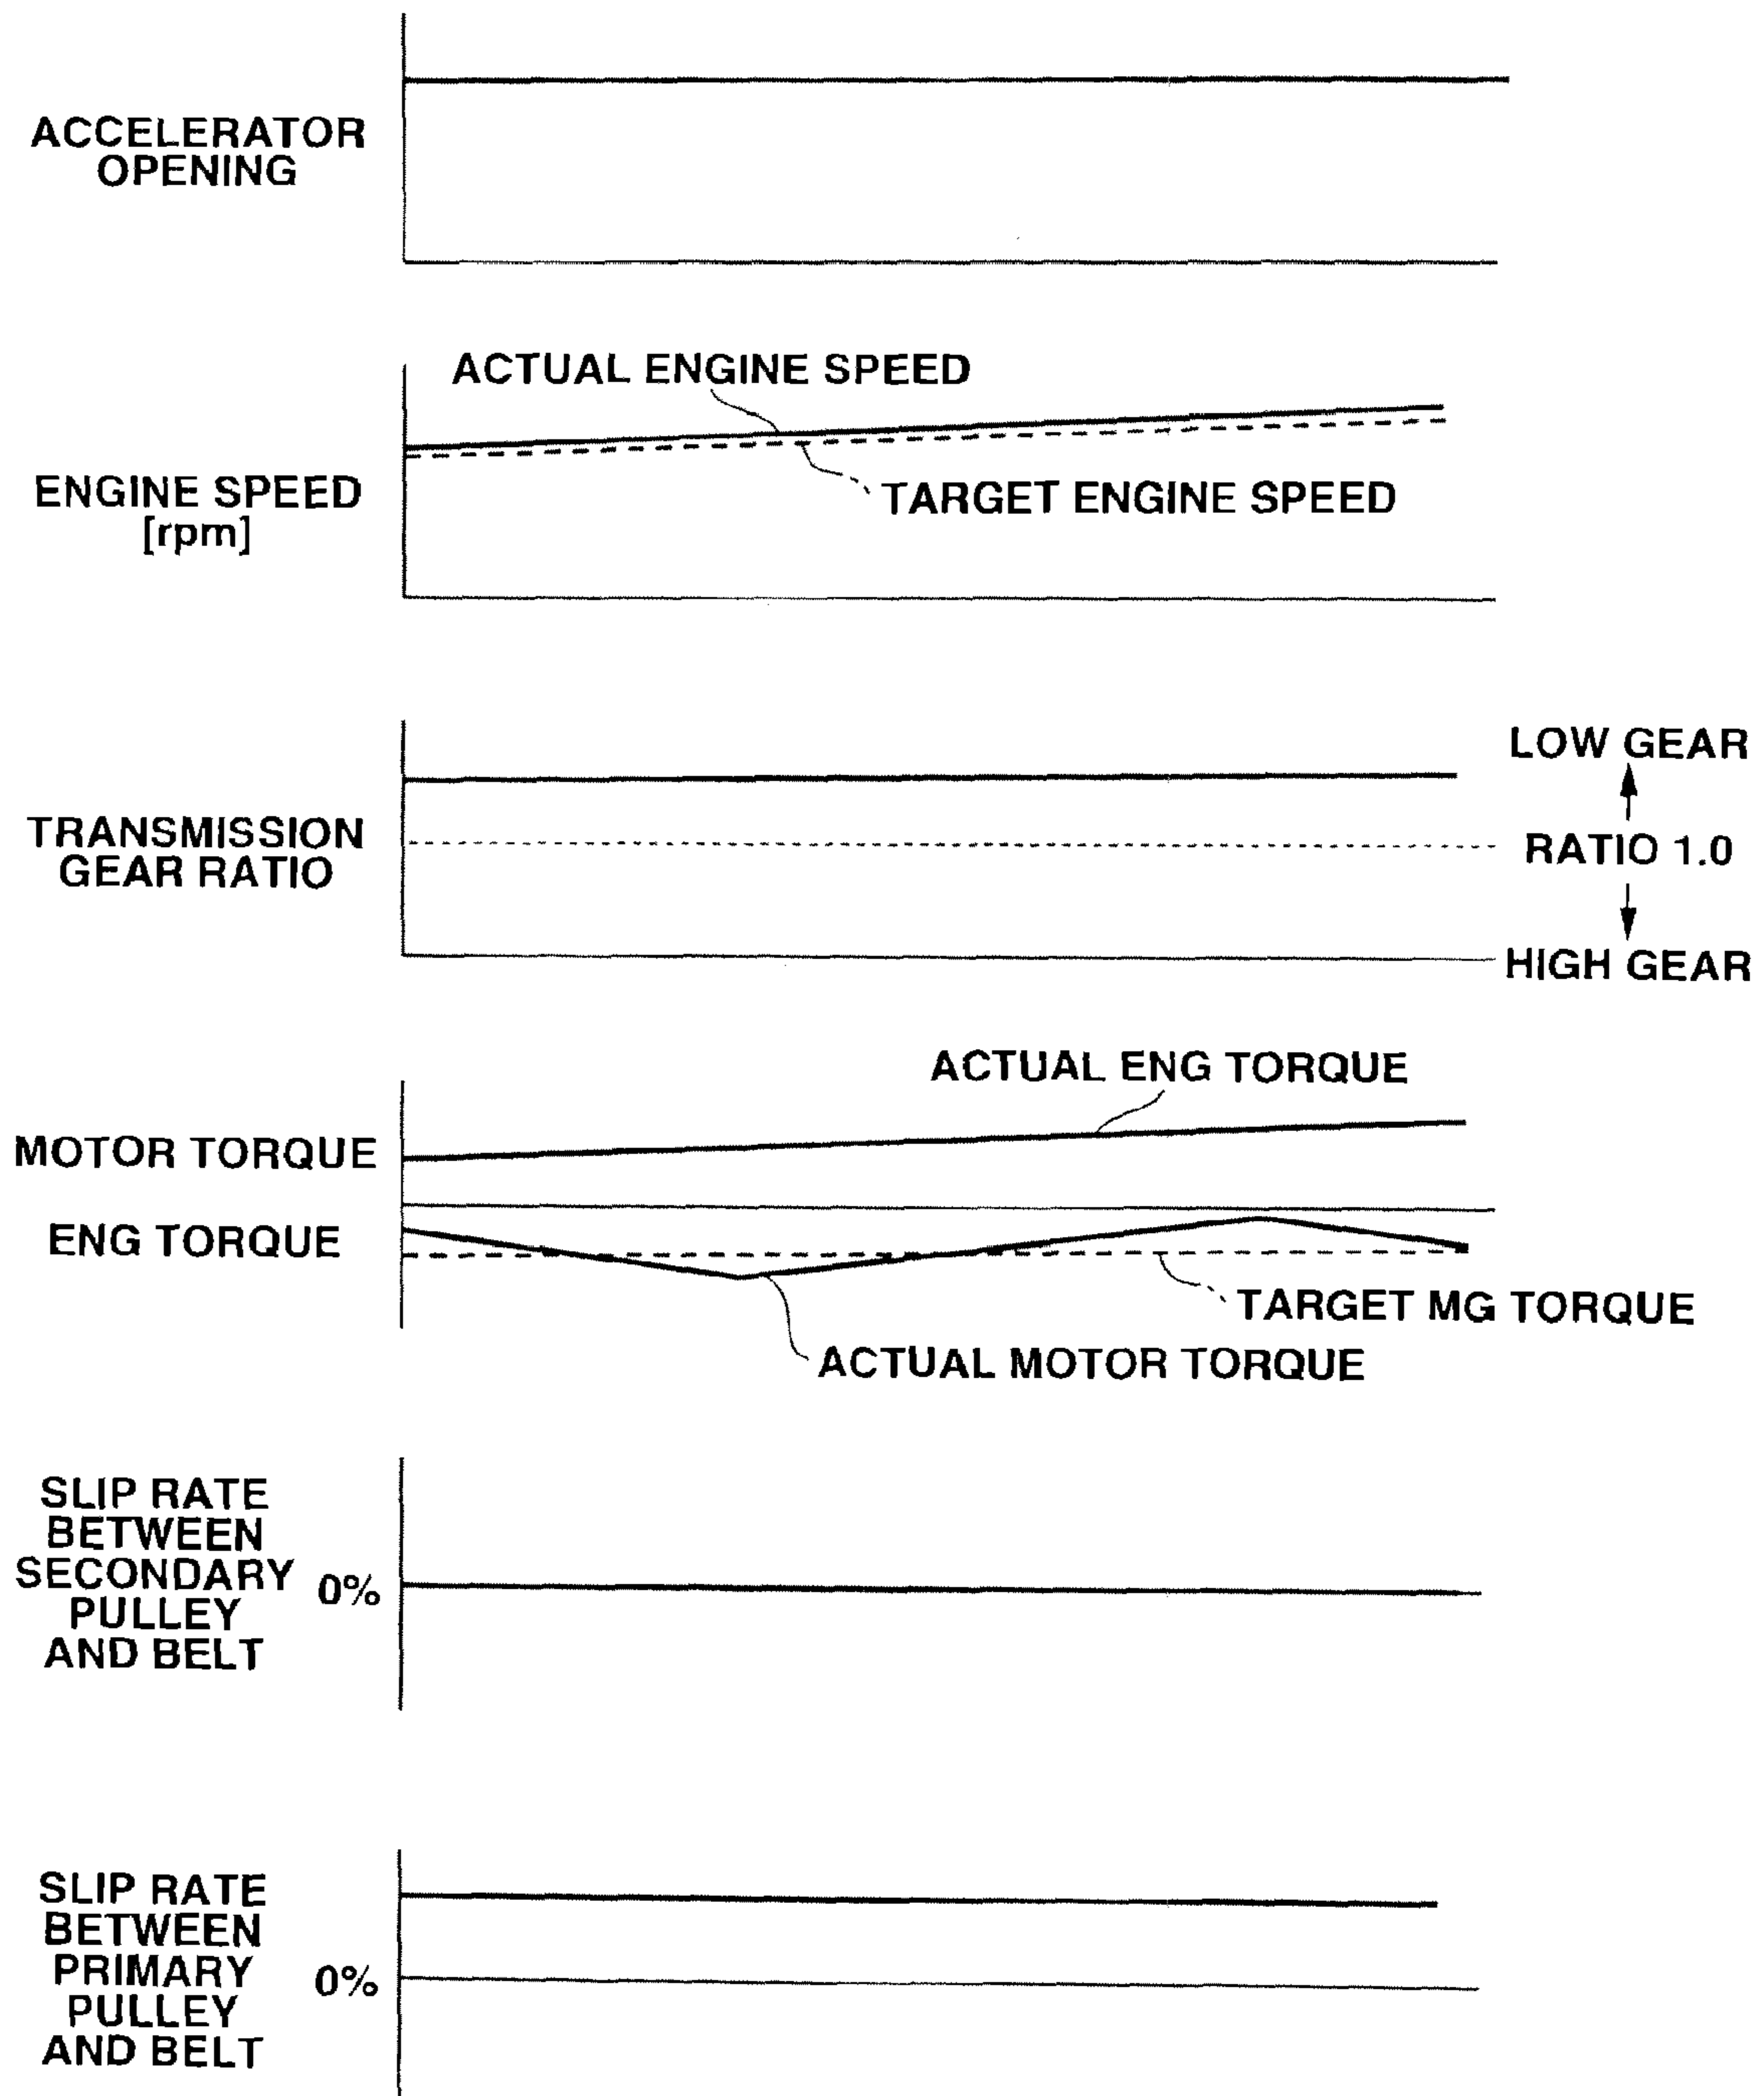 ACCELERATOR
OPENING
ACTUAL ENGINE SPEED
ENGINE SPEED
[rpm]
TARGET ENGINE SPEED
LOW GEAR
TRANSMISSION
GEAR RATIO
RATIO 1.0
HIGH GEAR
ACTUAL ENG TORQUE
MOTOR TORQUE
ENG TORQUE
TARGET MG TORQUE
ACTUAL MOTOR TORQUE
SLIP RATE
BETWEEN
SECONDARY
PULLEY
AND BELT
0%
SLIP RATE
BETWEEN
PRIMARY
PULLEY
AND BELT
0%